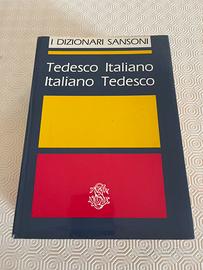 I DIZIONARI SANSONI
Tedesco Italiano
Italiano Tedesco